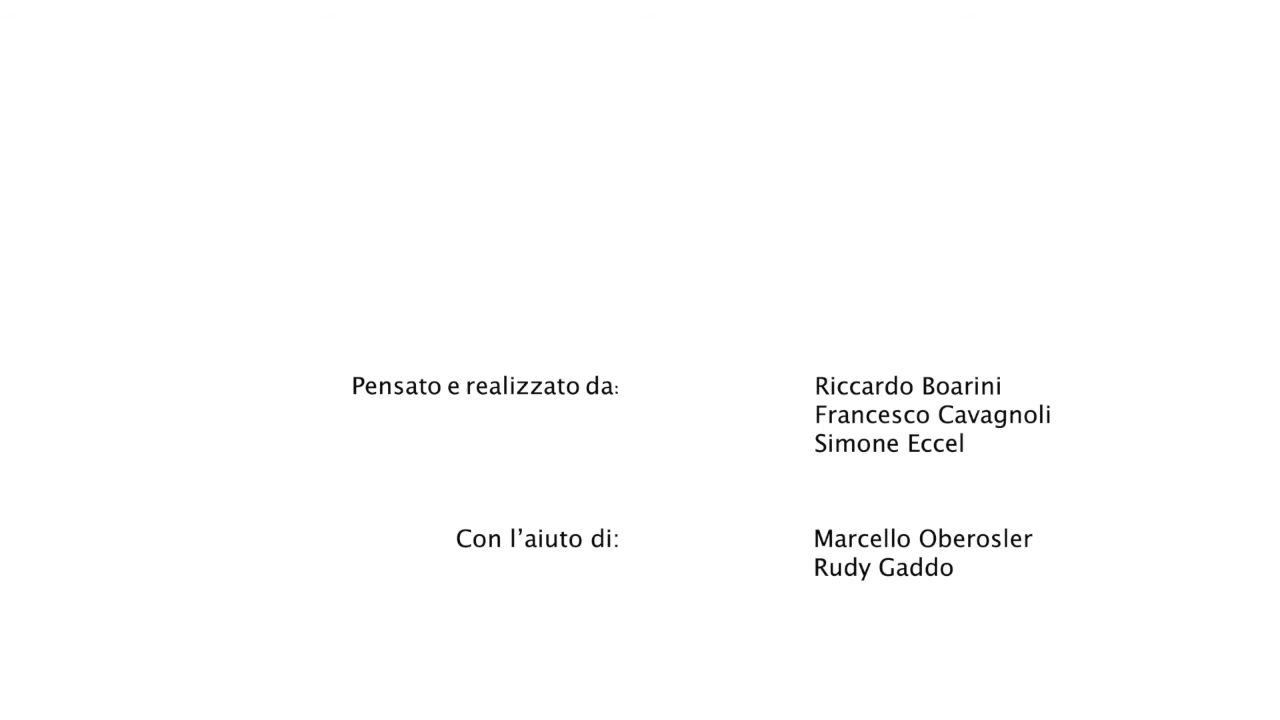 Pensato e realizzato da: Riccardo Boarini
Francesco Cavagnoli
Simone Eccel
Con l’aiuto di: Marcello Oberosler
Rudy Gaddo